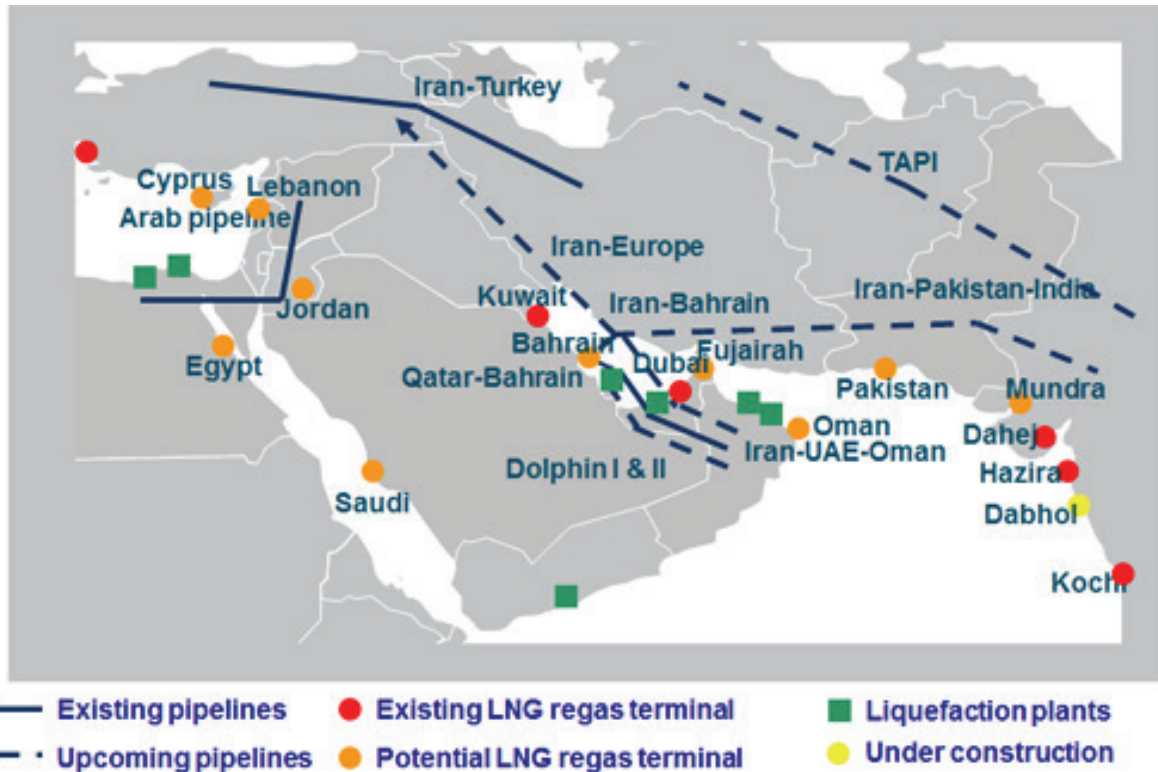 Iran-Turkey
TAPI
Cyprus
Lebanon
Arab pipeline
Iran-Europe
Iran-Pakistan-India
Kuwait
Iran-Bahrain
Jordan
Bahrain
Dubai
Fujairah
Egypt
Qatar-Bahrain
Pakistan
Mundra
Oman
Dahej
Iran-UAE-Oman
Dolphin I & II
Hazira
Saudi
Dabhol
Kochi
Existing pipelines
Existing LNG regas terminal
Liquefaction plants
Upcoming pipelines
Potential LNG regas terminal
Under construction